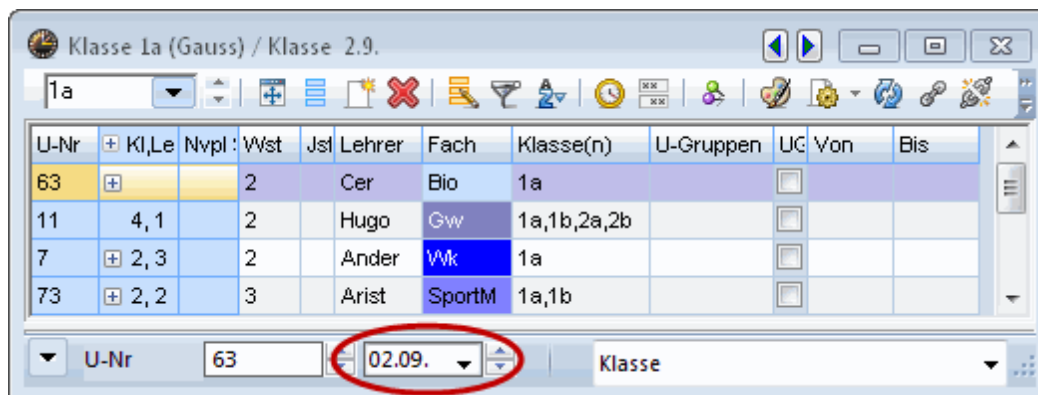 Klasse 1a (Gauss) / Klasse 2.9.
1a
U-Nr Kl,Le Nvpl Wst Jst Lehrer Fach Klasse(n) U-Gruppen UG Von Bis
63 2 Cer Bio 1a
11 4, 1 2 Hugo Gw 1a,1b,2a,2b
7 2, 3 2 Ander Wk 1a
73 2, 2 3 Arist SportM 1a,1b
U-Nr 63 02.09. Klasse